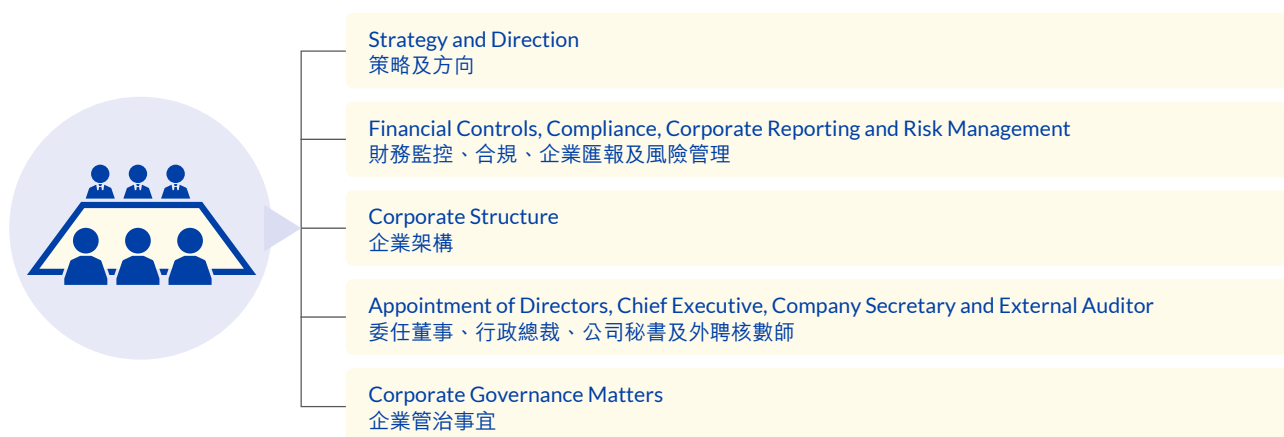 Strategy and Direction
策略及方向
Financial Controls, Compliance, Corporate Reporting and Risk Management
財務監控、合規、企業匯報及風險管理
Corporate Structure
企業架構
Appointment of Directors, Chief Executive, Company Secretary and External Auditor
委任董事、行政總裁、公司秘書及外聘核數師
Corporate Governance Matters
企業管治事宜